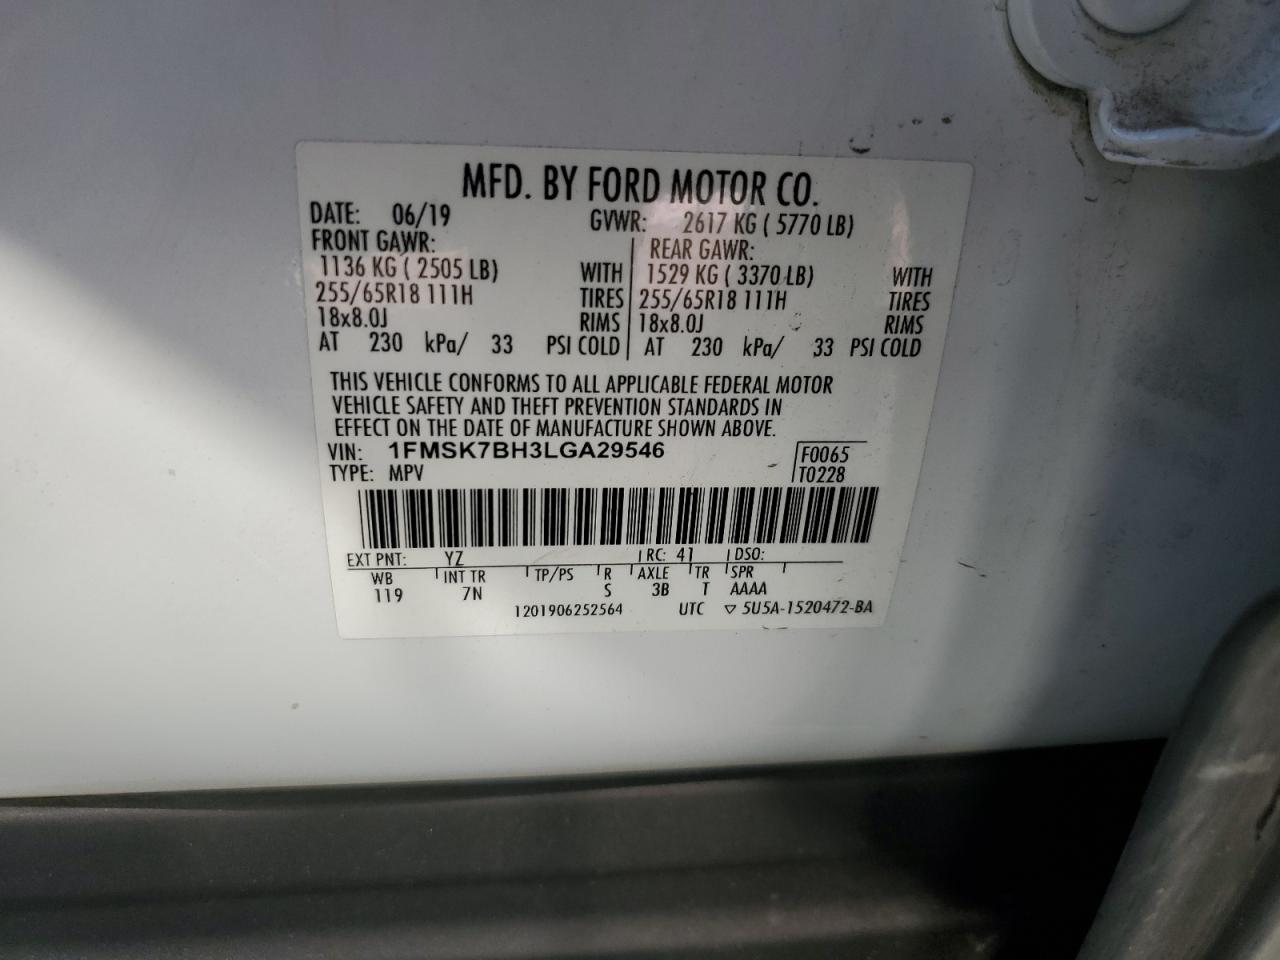 MFD. BY FORD MOTOR CO.
DATE: 06/19 GVWR: 2617 KG ( 5770 LB)
FRONT GAWR: REAR GAWR:
1136 KG ( 2505 LB) WITH 1529 KG ( 3370 LB) WITH
255/65R18 111H TIRES 255/65R18 111H TIRES
18x8.0J RIMS 18x8.0J RIMS
AT 230 kPa/ 33 PSI COLD AT 230 kPa/ 33 PSI COLD
THIS VEHICLE CONFORMS TO ALL APPLICABLE FEDERAL MOTOR
VEHICLE SAFETY AND THEFT PREVENTION STANDARDS IN
EFFECT ON THE DATE OF MANUFACTURE SHOWN ABOVE.
VIN: 1FMSK7BH3LGA29546 F0065
TYPE: MPV T0228
EXT PNT: YZ RC: 41 DSO:
WB INT TR TP/PS R AXLE TR SPR
119 7N S 3B T AAAA
1201906252564 UTC ▽ 5U5A-1520472-BA